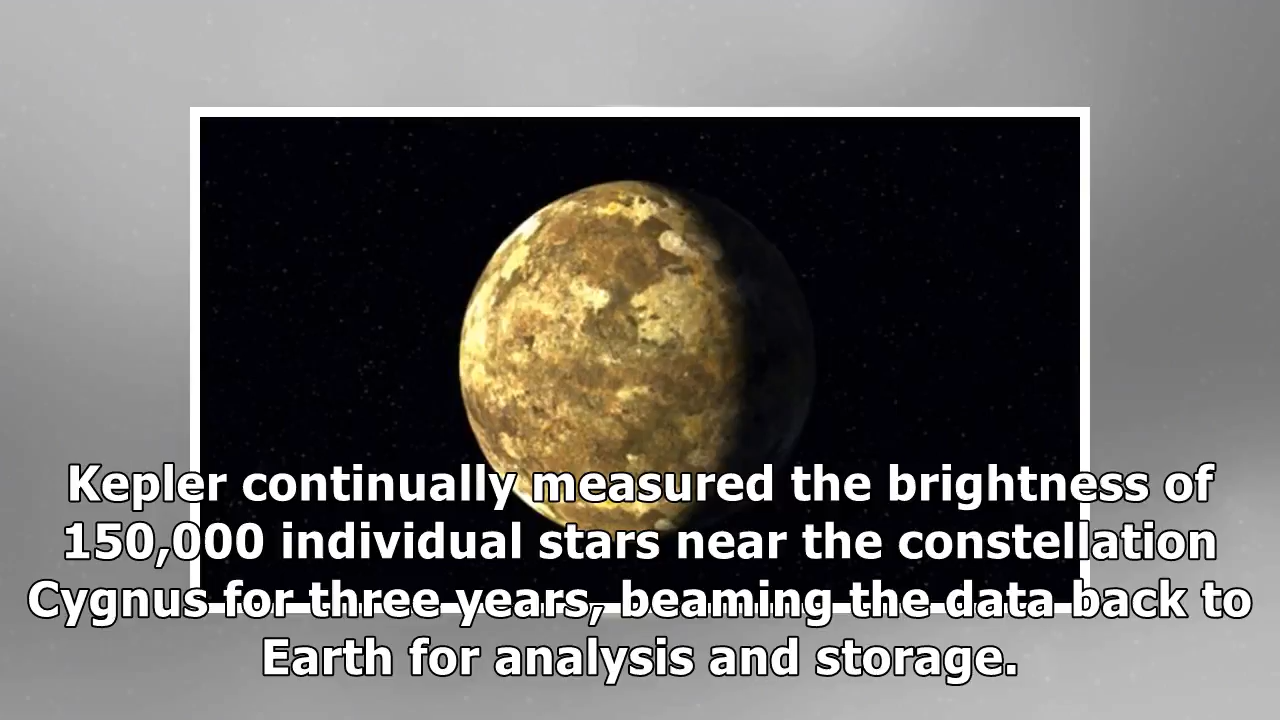 Kepler continually measured the brightness of
150,000 individual stars near the constellation
Cygnus for three years, beaming the data back to
Earth for analysis and storage.